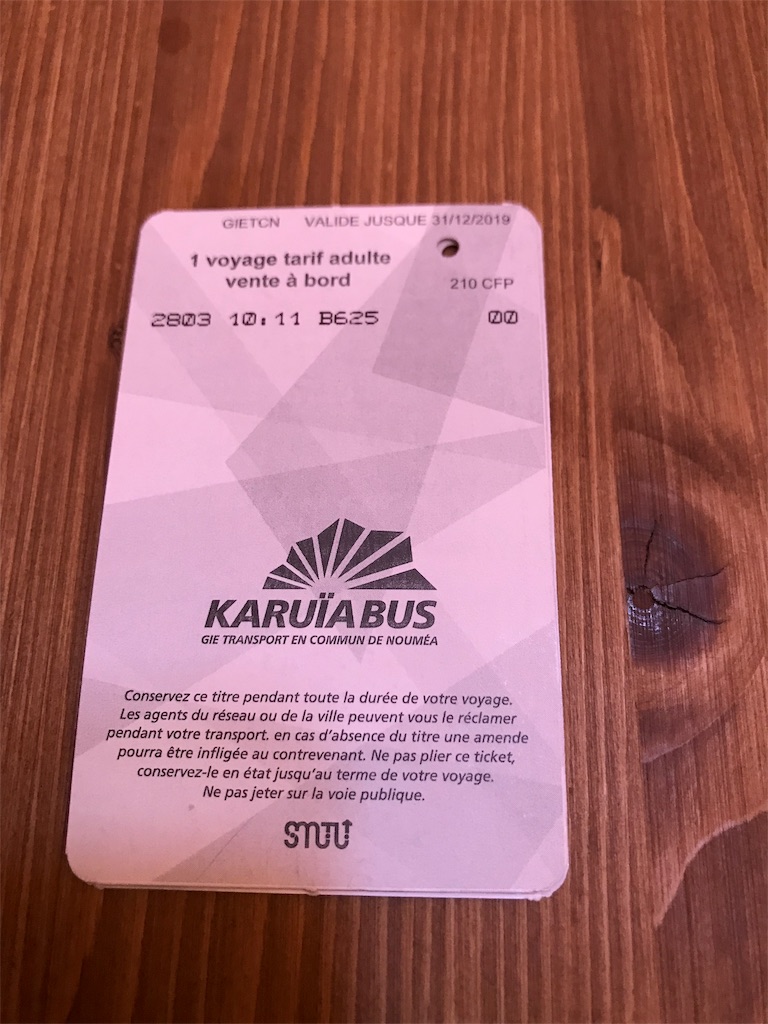 GIETCN VALIDE JUSQUE 31/12/2019
1 voyage tarif adulte
vente à bord
210 CFP
2803 10:11 B625 00
KARUÏA BUS
GIE TRANSPORT EN COMMUN DE NOUMÉA
Conservez ce titre pendant toute la durée de votre voyage.
Les agents du réseau ou de la ville peuvent vous le réclamer
pendant votre transport. en cas d'absence du titre une amende
pourra être infligée au contrevenant. Ne pas plier ce ticket,
conservez-le en état jusqu'au terme de votre voyage.
Ne pas jeter sur la voie publique.
SMTU